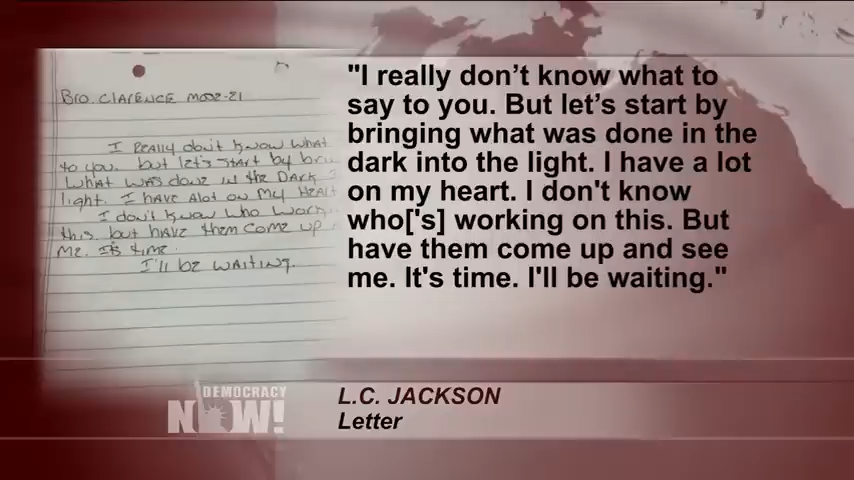 BRO. CLARENCE M002-21
I REALLY don't know WHAT
to you. but let's START by
WHAT WAS done IN the DARK
light. I HAVE Alot on MY HEART
I don't know who WORK
this but HAVE them COME UP
ME. It's time.
I'll be WAITING.
"I really don't know what to
say to you. But let's start by
bringing what was done in the
dark into the light. I have a lot
on my heart. I don't know
who['s] working on this. But
have them come up and see
me. It's time. I'll be waiting."
DEMOCRACY
NOW!
L.C. JACKSON
Letter